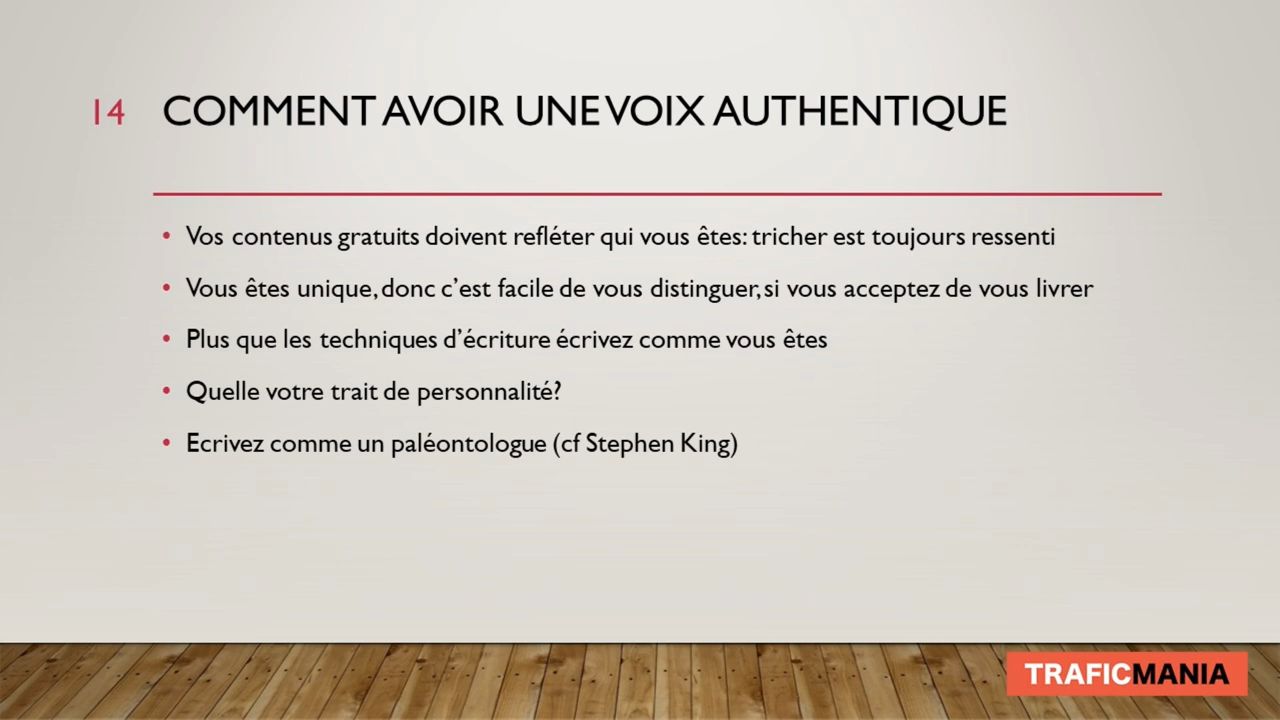 14 COMMENT AVOIR UNE VOIX AUTHENTIQUE
• Vos contenus gratuits doivent refléter qui vous êtes: tricher est toujours ressenti
• Vous êtes unique, donc c’est facile de vous distinguer, si vous acceptez de vous livrer
• Plus que les techniques d’écriture écrivez comme vous êtes
• Quelle votre trait de personnalité?
• Ecrivez comme un paléontologue (cf Stephen King)
TRAFICMANIA